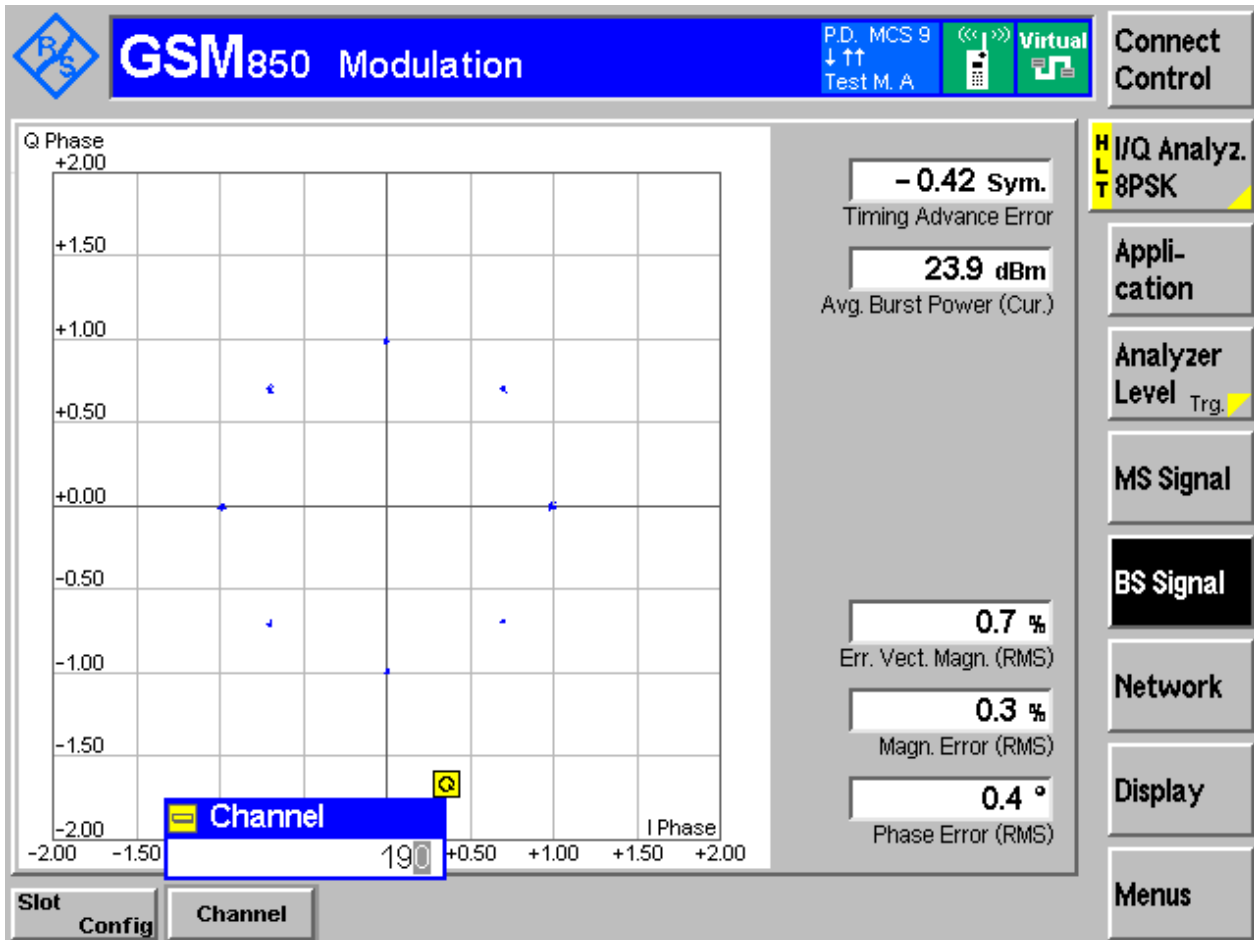 R/S
GSM850 Modulation
P.D. MCS 9
↓ ↑↑
Test M. A
Virtual
Connect
Control
Q Phase
+2.00
+1.50
+1.00
+0.50
+0.00
-0.50
-1.00
-1.50
-2.00
-2.00 -1.50 +0.50 +1.00 +1.50 +2.00
I Phase
Q
Channel
190
- 0.42 Sym.
Timing Advance Error
23.9 dBm
Avg. Burst Power (Cur.)
0.7 %
Err. Vect. Magn. (RMS)
0.3 %
Magn. Error (RMS)
0.4 °
Phase Error (RMS)
HLT
I/Q Analyz.
8PSK
Appli-
cation
Analyzer
Level Trg.
MS Signal
BS Signal
Network
Display
Menus
Slot
Config
Channel